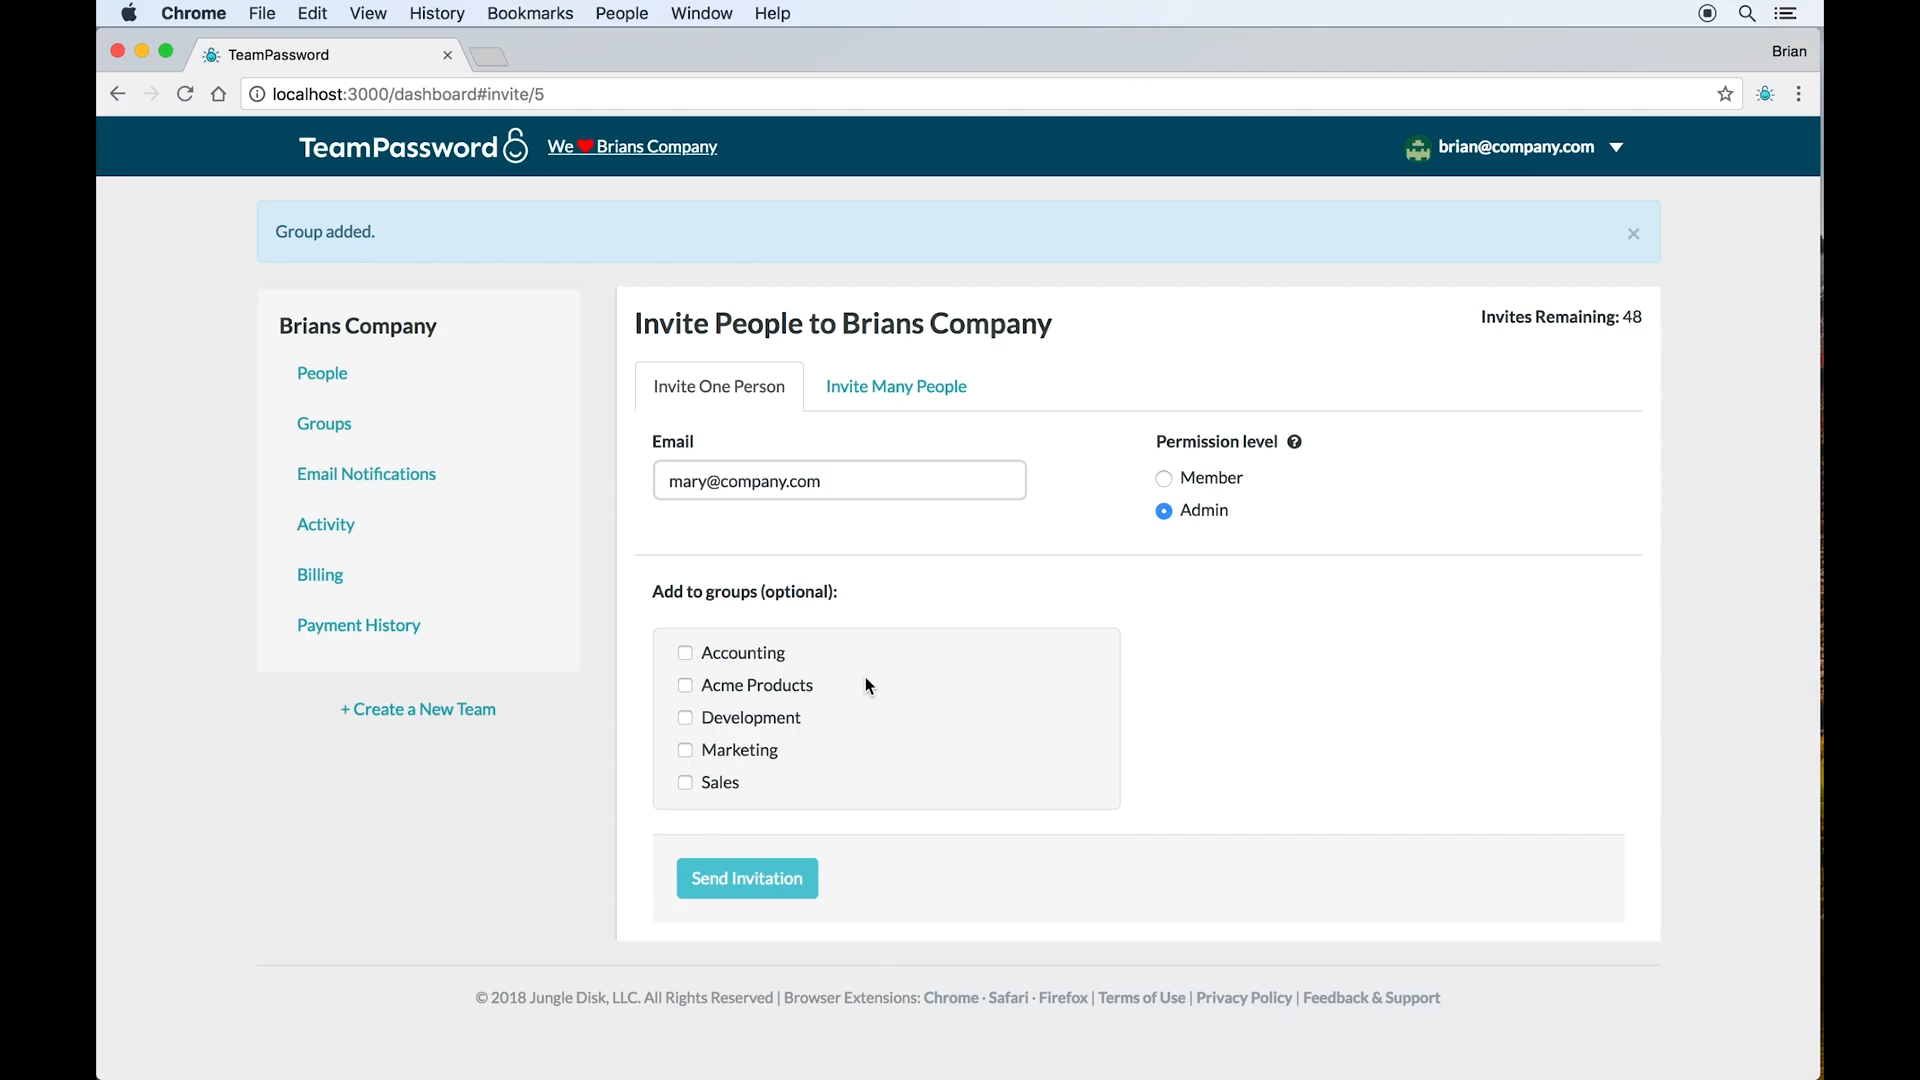 Chrome File Edit View History Bookmarks People Window Help
TeamPassword
Brian
localhost:3000/dashboard#invite/5
TeamPassword We ❤ Brians Company brian@company.com
Group added.
Brians Company
People
Groups
Email Notifications
Activity
Billing
Payment History
+ Create a New Team
Invite People to Brians Company
Invites Remaining: 48
Invite One Person Invite Many People
Email
mary@company.com
Permission level
Member
Admin
Add to groups (optional):
Accounting
Acme Products
Development
Marketing
Sales
Send Invitation
© 2018 Jungle Disk, LLC. All Rights Reserved | Browser Extensions: Chrome · Safari · Firefox | Terms of Use | Privacy Policy | Feedback & Support